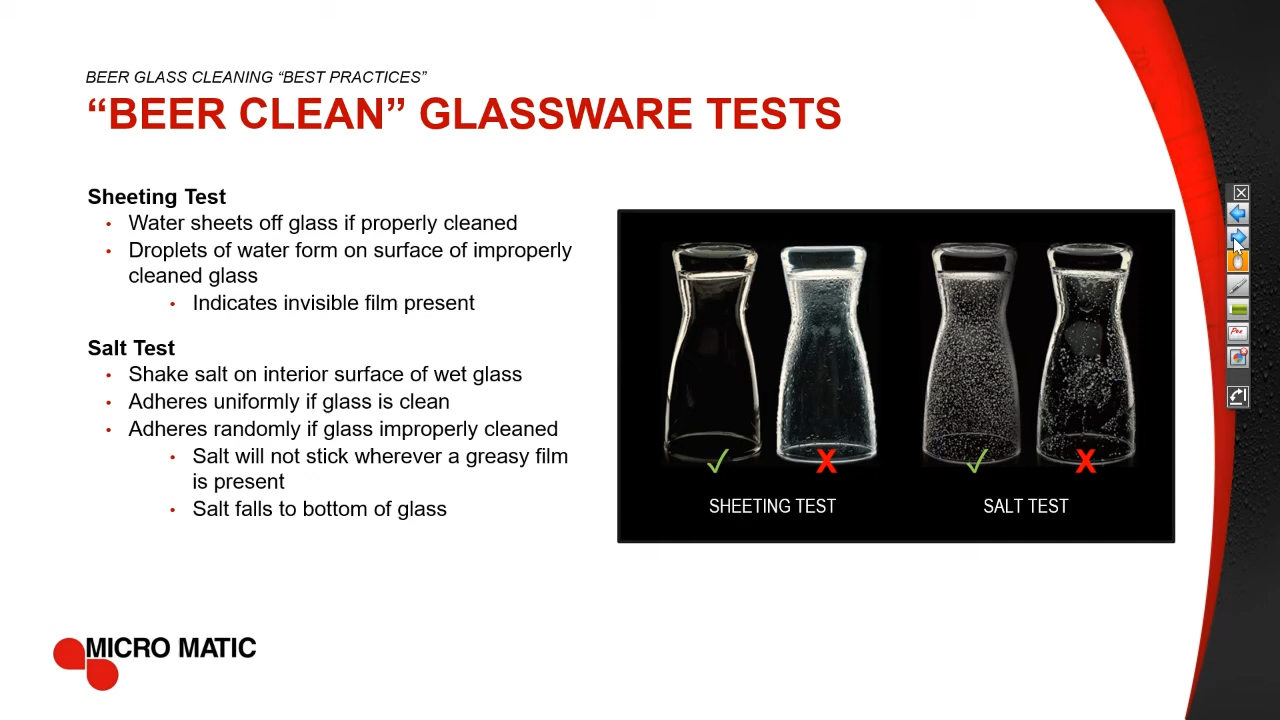 BEER GLASS CLEANING “BEST PRACTICES”
“BEER CLEAN” GLASSWARE TESTS
Sheeting Test
• Water sheets off glass if properly cleaned
• Droplets of water form on surface of improperly
cleaned glass
• Indicates invisible film present
Salt Test
• Shake salt on interior surface of wet glass
• Adheres uniformly if glass is clean
• Adheres randomly if glass improperly cleaned
• Salt will not stick wherever a greasy film
is present
• Salt falls to bottom of glass
✓ X ✓ X
SHEETING TEST SALT TEST
MICRO MATIC
Pen